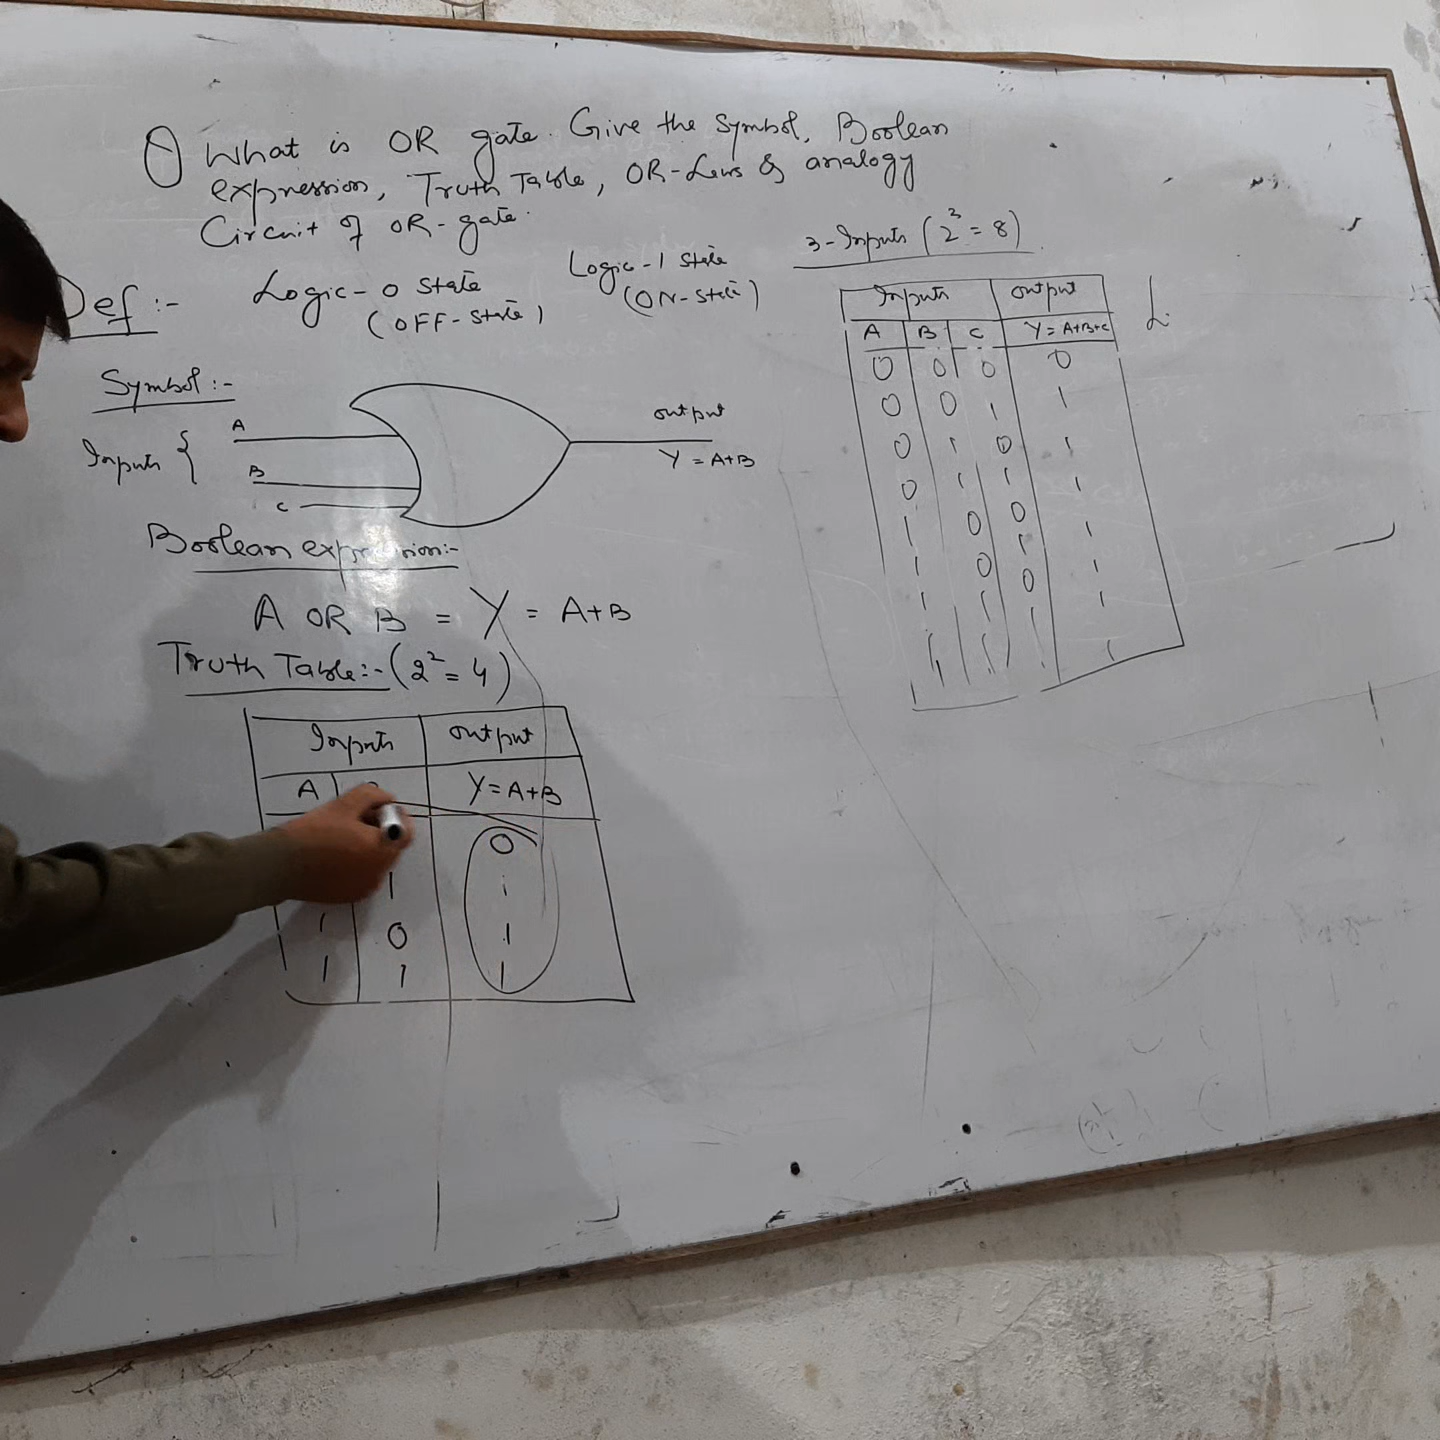 Q What is OR gate. Give the Symbol, Boolean
expression, Truth Table, OR-Laws & analogy
Circuit of OR-gate.
Def:- Logic-0 state Logic-1 state
(OFF-state) (ON-state)
Symbol:-
Inputs { A
B
C
output
Y = A+B
Boolean expression:-
A OR B = Y = A+B
Truth Table:- (2² = 4)
Inputs output
A Y = A+B
0
1 1
1 0 1
1 1 1
3-Inputs (2³ = 8)
Inputs output
A B C Y = A+B+C
0 0 0 0
0 0 1 1
0 1 0 1
0 1 1 1
1 0 0 1
1 0 1 1
1 1 0 1
1 1 1 1